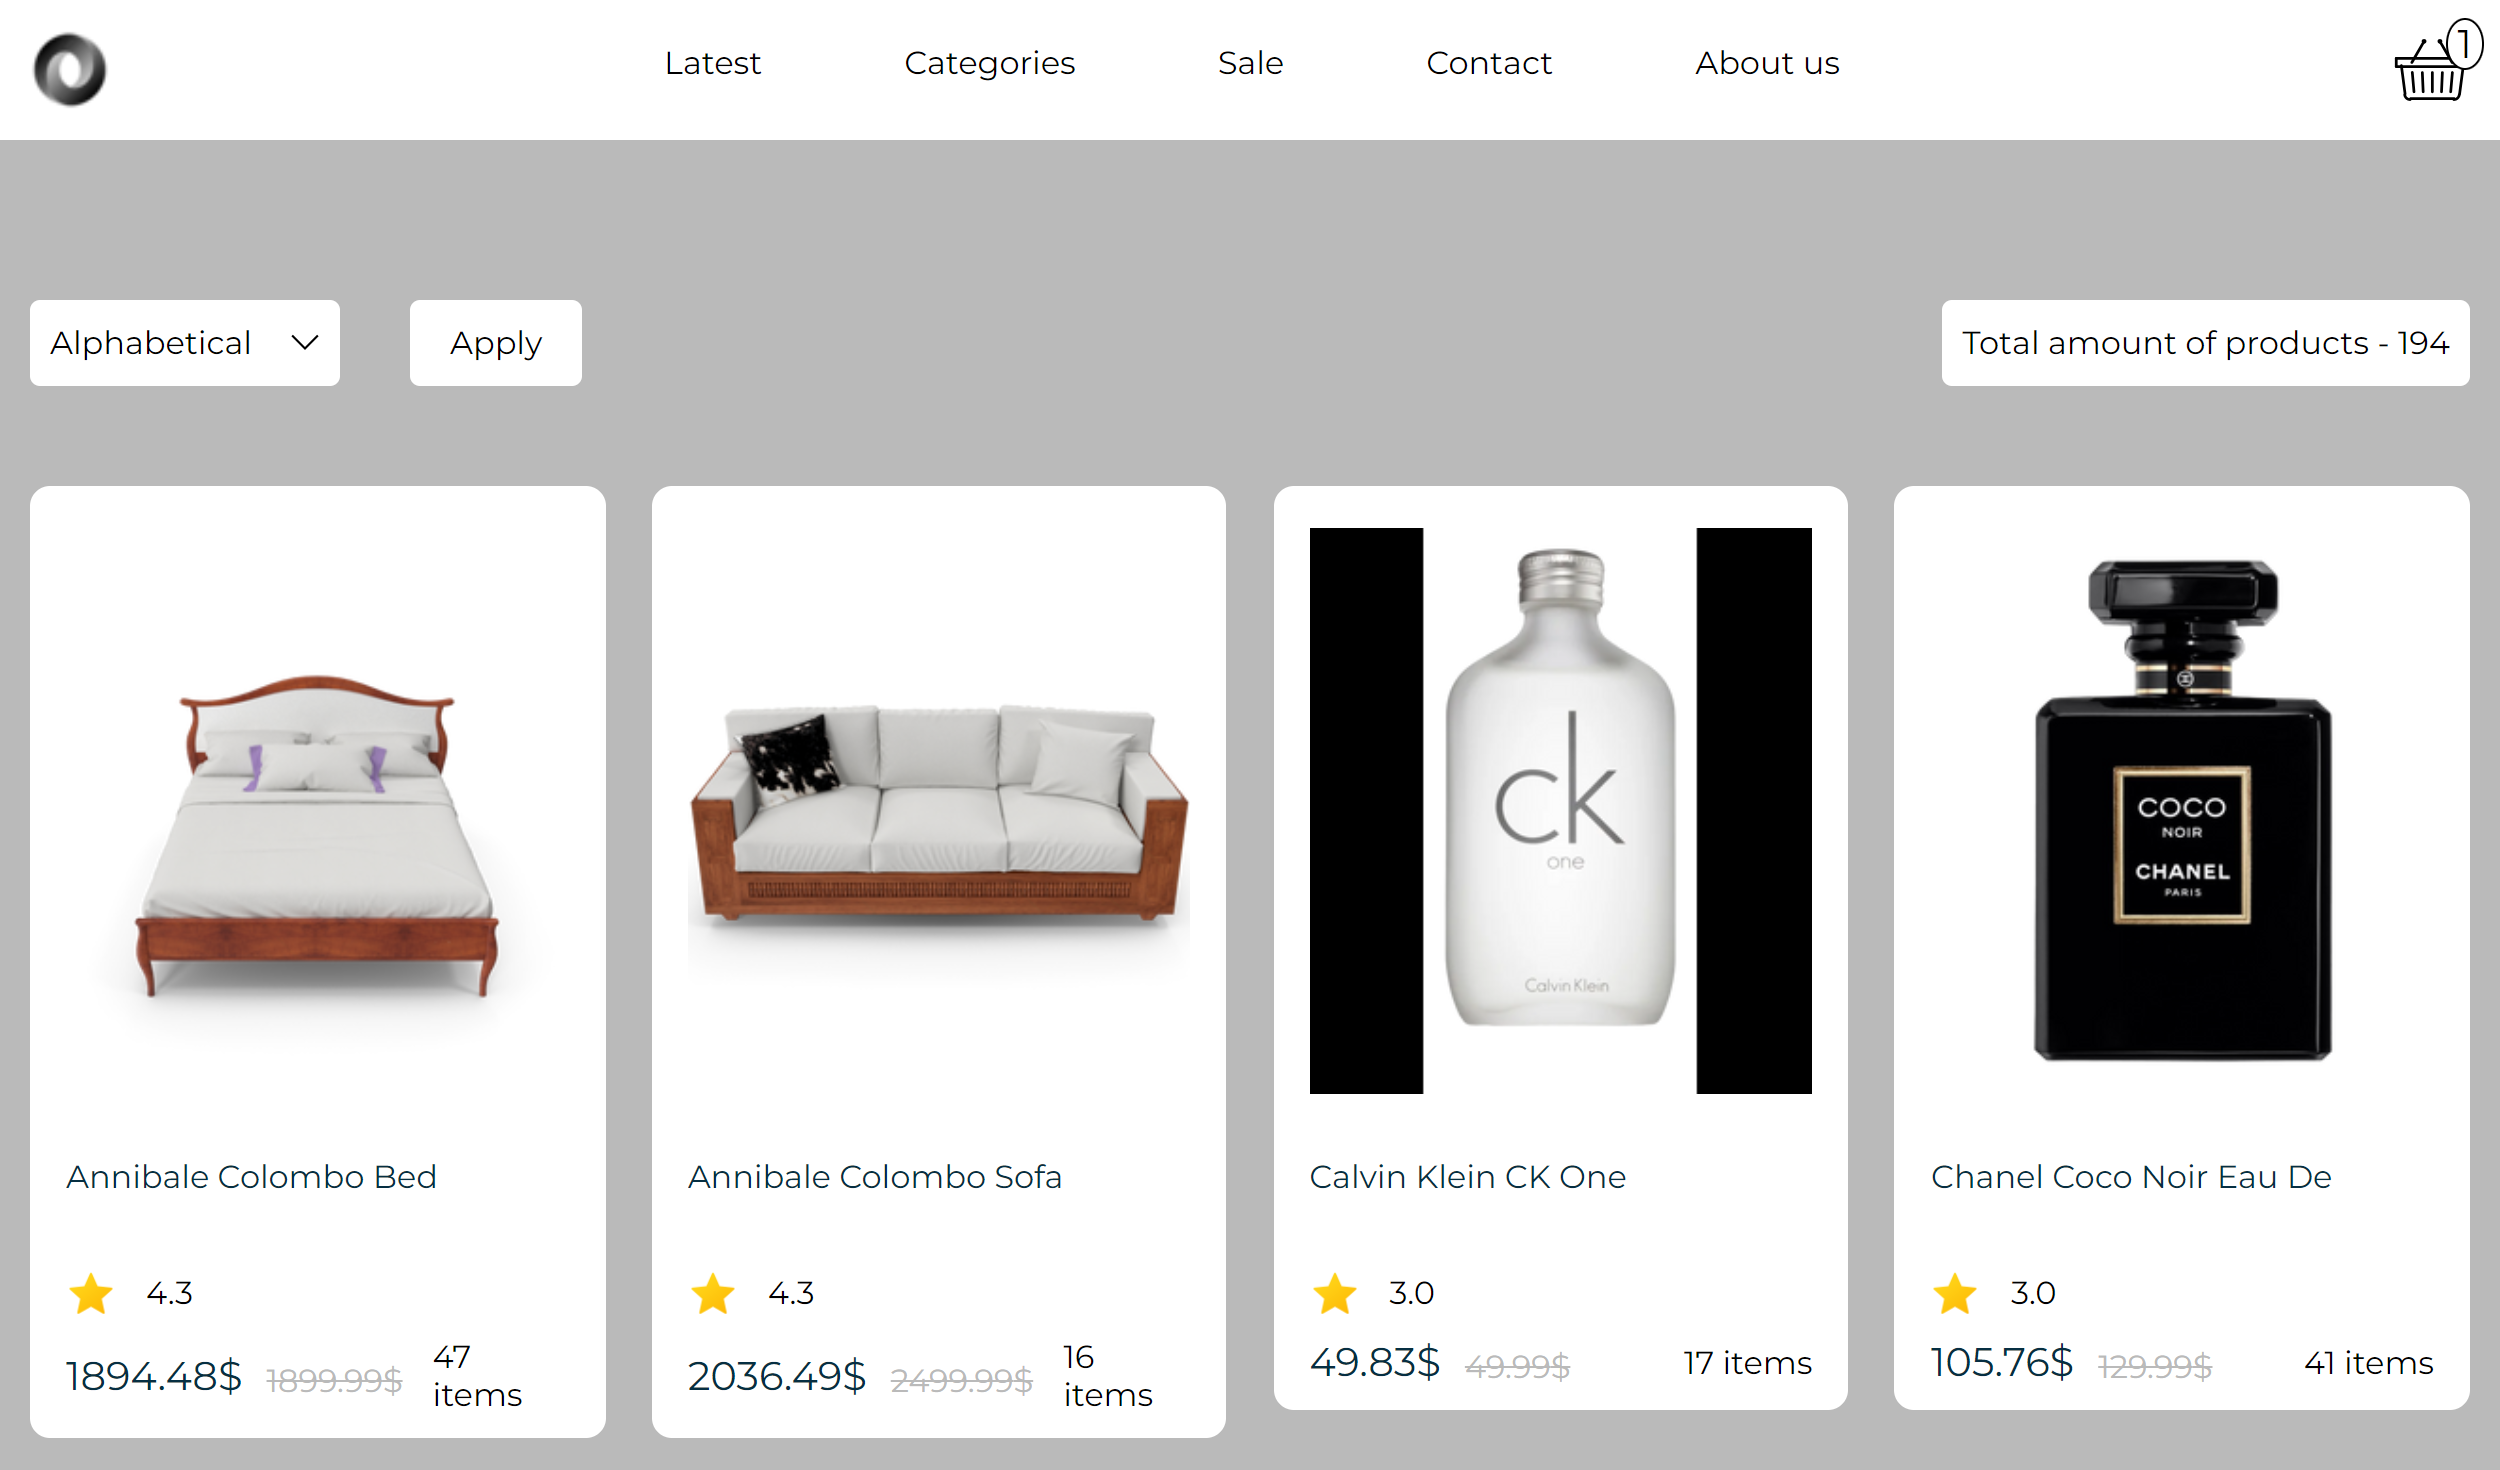 Latest
Categories
Sale
Contact
About us
1
Alphabetical
Apply
Total amount of products - 194
ck
one
Calvin Klein
COCO
NOIR
CHANEL
PARIS
Annibale Colombo Bed
4.3
1894.48$ 1899.99$ 47
items
Annibale Colombo Sofa
4.3
2036.49$ 2499.99$ 16
items
Calvin Klein CK One
3.0
49.83$ 49.99$ 17 items
Chanel Coco Noir Eau De
3.0
105.76$ 129.99$ 41 items